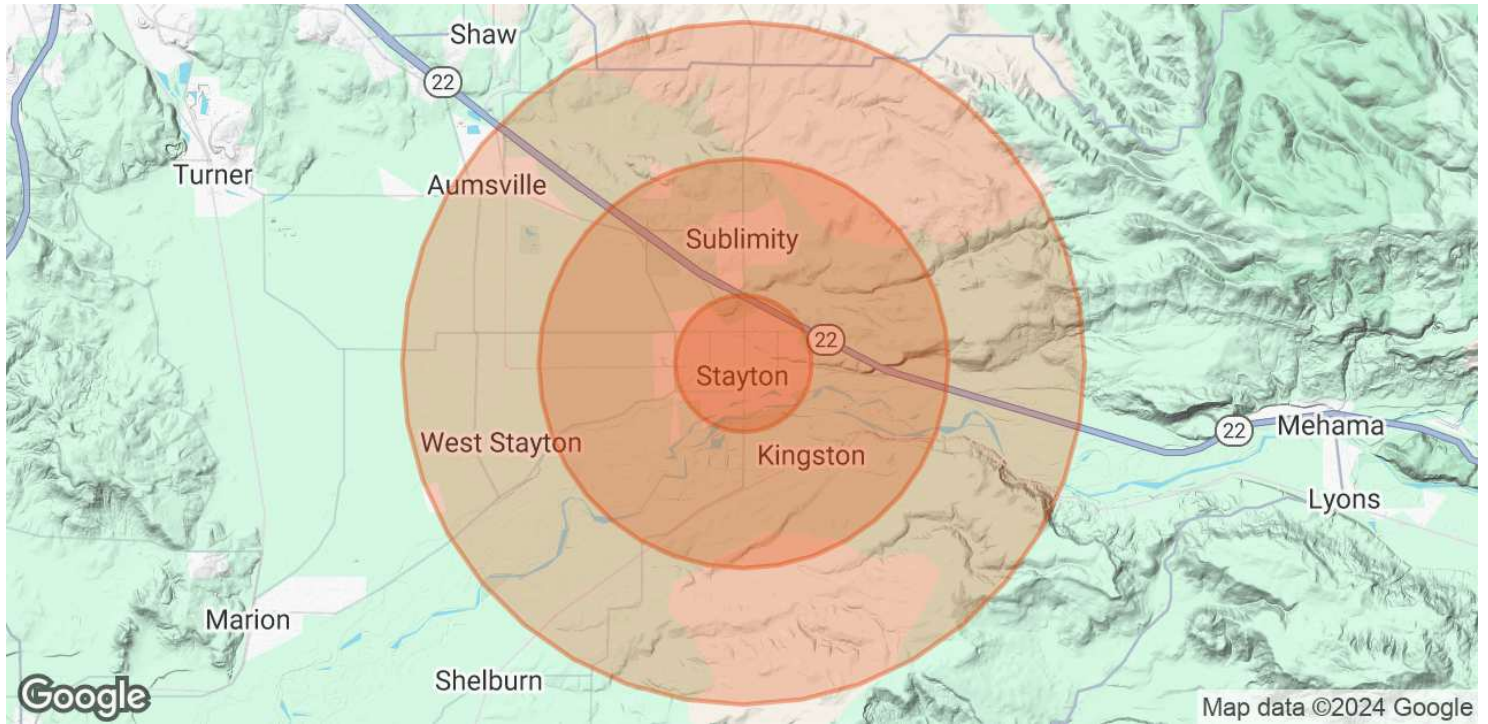 Shaw
22
Turner
Aumsville
Sublimity
22
Stayton
West Stayton
Kingston
22
Mehama
Lyons
Marion
Shelburn
Google
Map data ©2024 Google